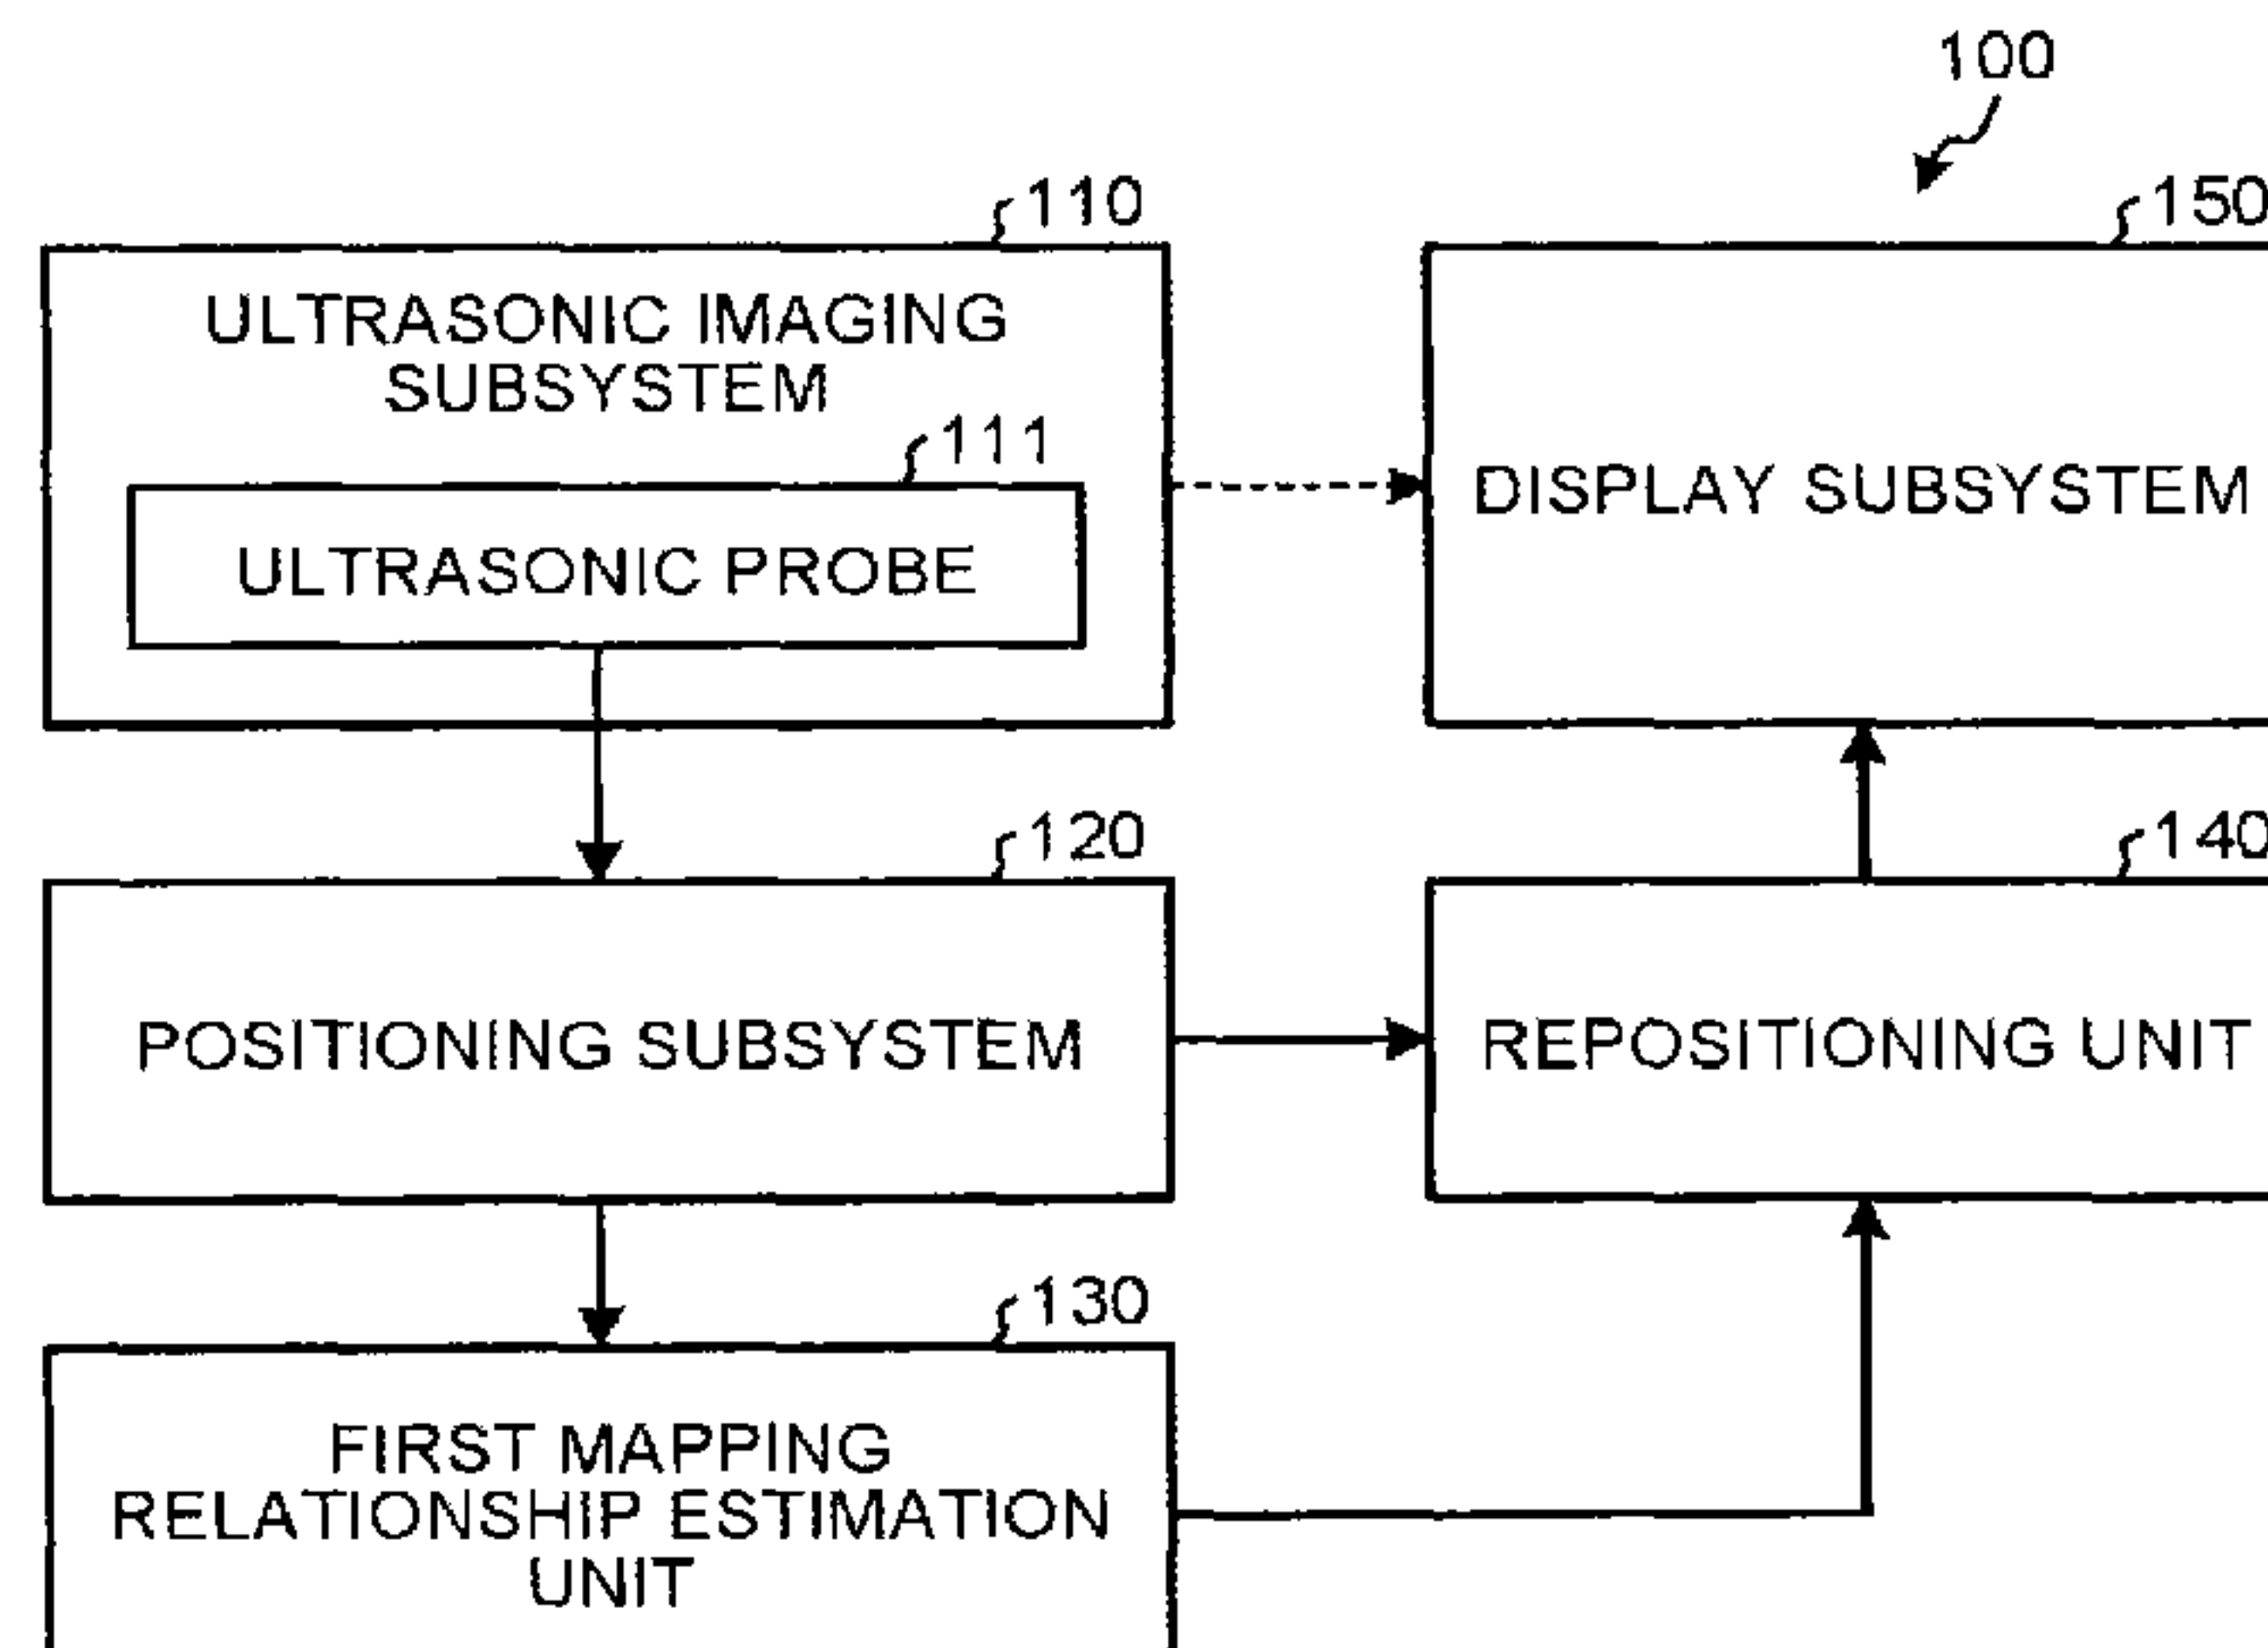 100
110
150
ULTRASONIC IMAGING
SUBSYSTEM
111
DISPLAY SUBSYSTEM
ULTRASONIC PROBE
120
140
POSITIONING SUBSYSTEM
REPOSITIONING UNIT
130
FIRST MAPPING
RELATIONSHIP ESTIMATION
UNIT